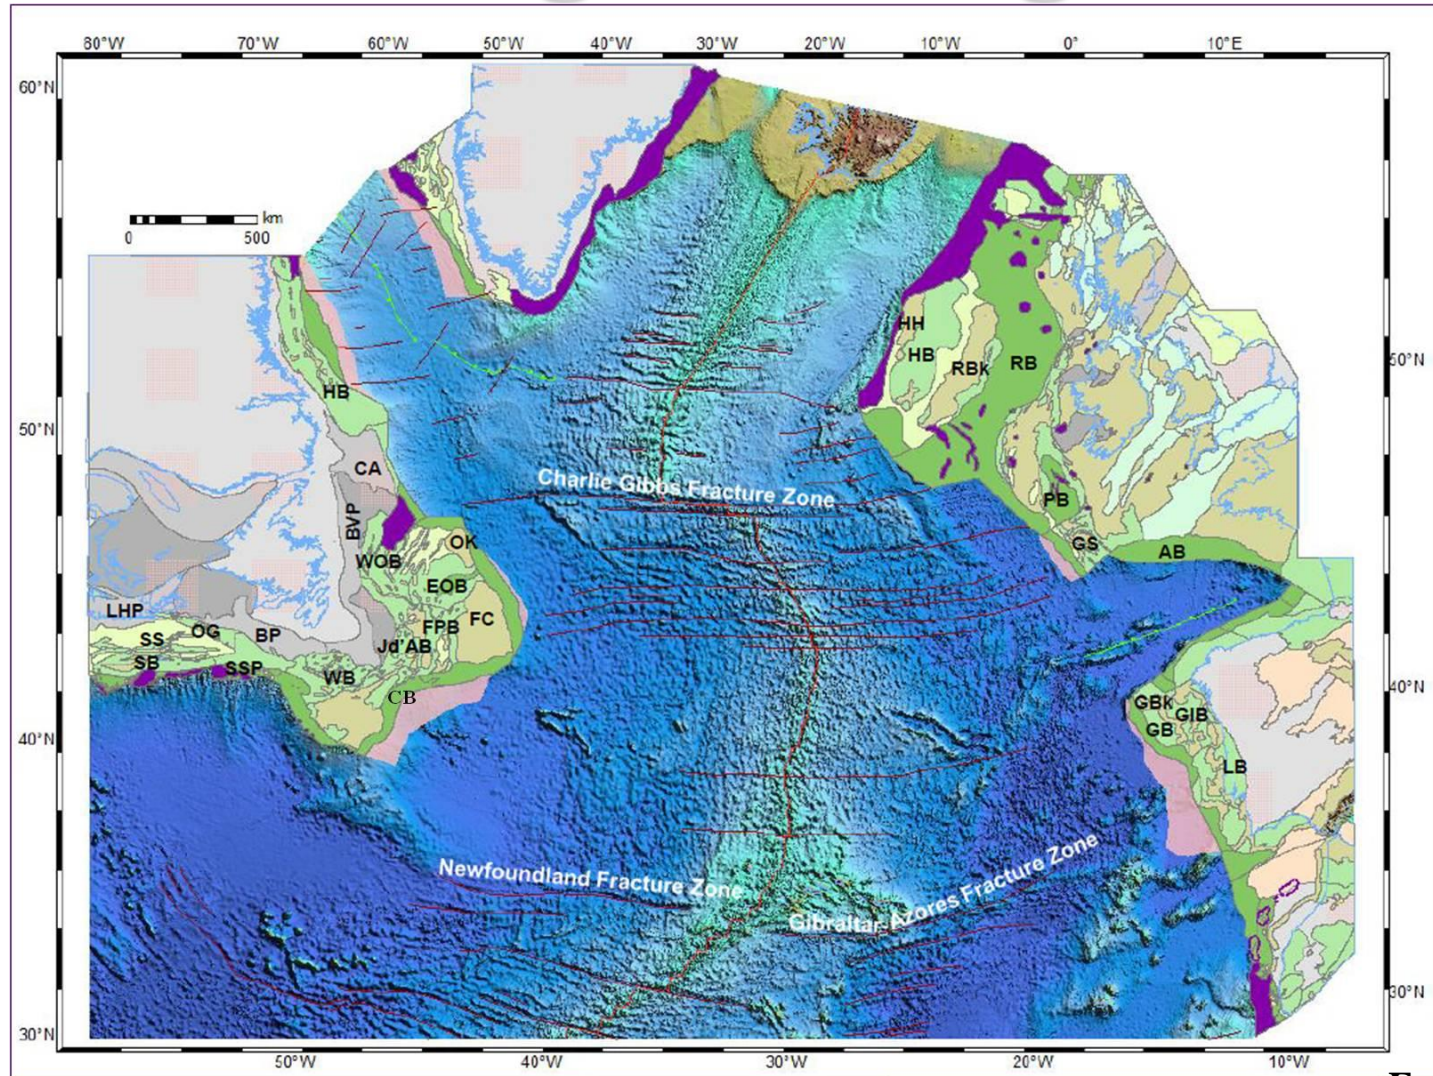 80°W 70°W 60°W 50°W 40°W 30°W 20°W 10°W 0° 10°E
60°N
km
0 500
HH
HB
RBk
RB
50°N
HB
50°N
CA
Charlie Gibbs Fracture Zone
PB
BVP
OK
GS
AB
WOB
EOB
LHP
FC
OG
BP
FPB
SS
Jd'AB
SB
SSP
WB
CB
40°N
GBk
GIB
GB
40°N
LB
Newfoundland Fracture Zone
Gibraltar-Azores Fracture Zone
30°N
30°N
50°W 40°W 30°W 20°W 10°W